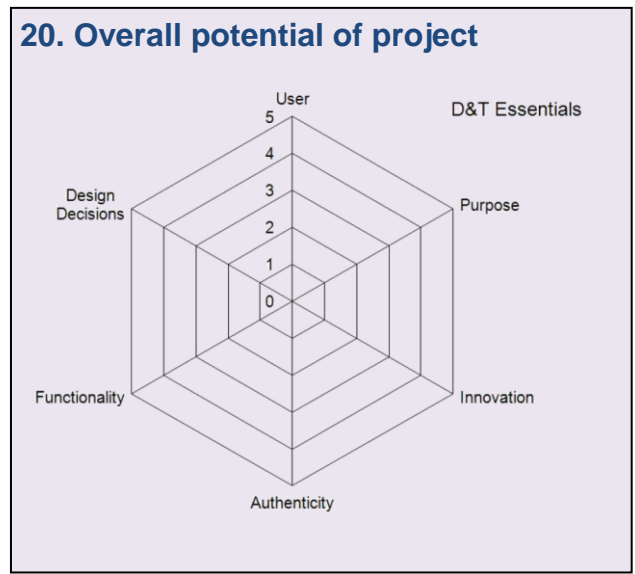 20. Overall potential of project
User
D&T Essentials
5
4
3
2
1
0
Design
Decisions
Purpose
Functionality
Innovation
Authenticity